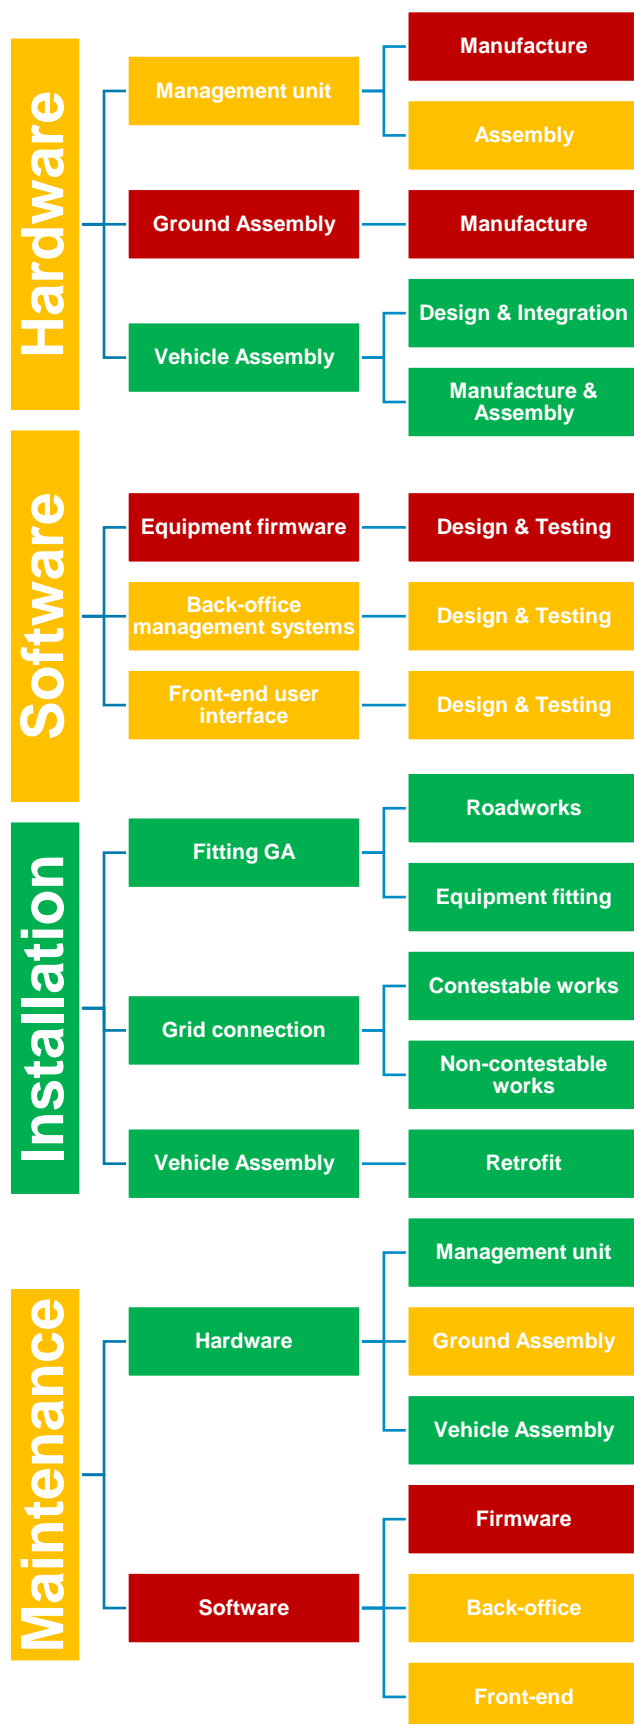 Hardware
Management unit
Manufacture
Assembly
Ground Assembly
Manufacture
Vehicle Assembly
Design & Integration
Manufacture &
Assembly
Software
Equipment firmware
Design & Testing
Back-office
management systems
Design & Testing
Front-end user
interface
Design & Testing
Installation
Fitting GA
Roadworks
Equipment fitting
Grid connection
Contestable works
Non-contestable
works
Vehicle Assembly
Retrofit
Maintenance
Hardware
Management unit
Ground Assembly
Vehicle Assembly
Software
Firmware
Back-office
Front-end